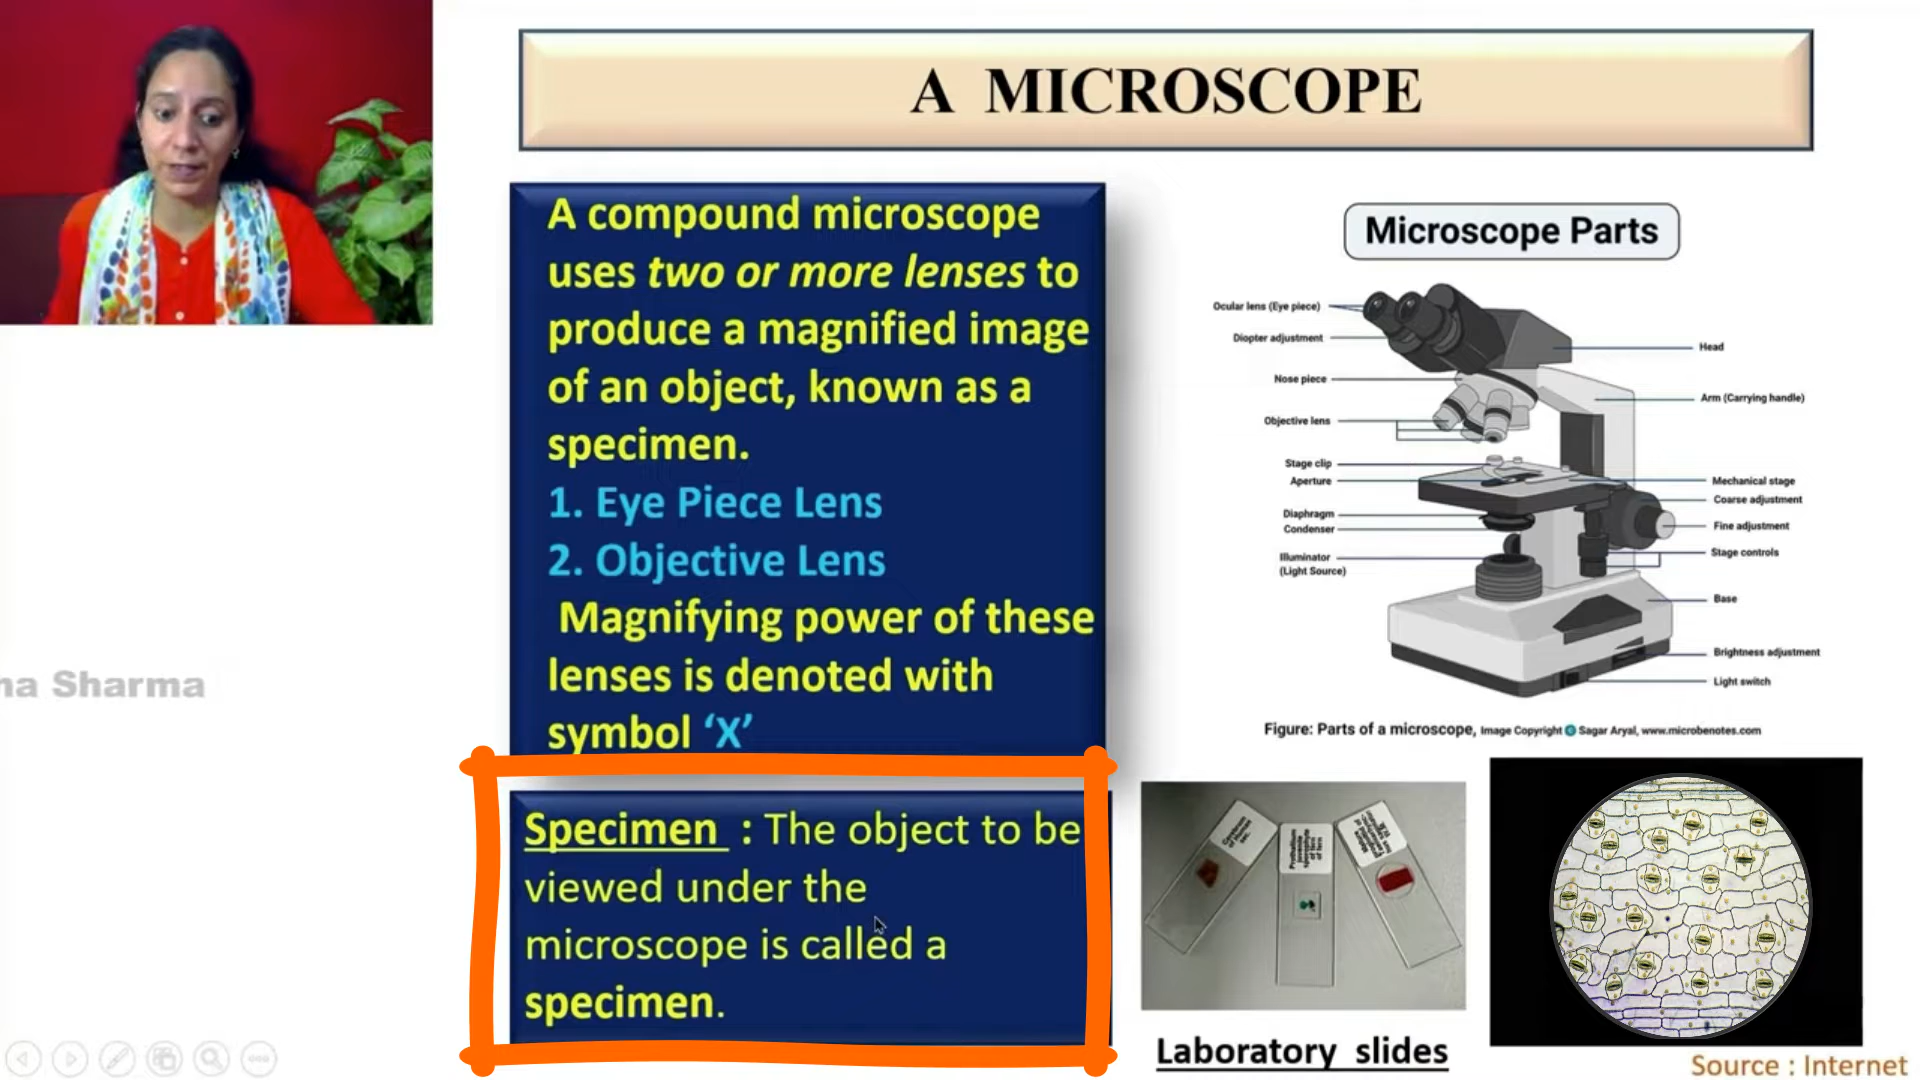 A MICROSCOPE
A compound microscope
uses two or more lenses to
produce a magnified image
of an object, known as a
specimen.
1. Eye Piece Lens
2. Objective Lens
Magnifying power of these
lenses is denoted with
symbol ‘X’
Specimen : The object to be
viewed under the
microscope is called a
specimen.
Microscope Parts
Ocular lens (Eye piece)
Diopter adjustment
Nose piece
Objective lens
Stage clip
Aperture
Diaphragm
Condenser
Illuminator
(Light Source)
Head
Arm (Carrying handle)
Mechanical stage
Coarse adjustment
Fine adjustment
Stage controls
Base
Brightness adjustment
Light switch
Figure: Parts of a microscope, Image Copyright © Sagar Aryal, www.microbenotes.com
Laboratory slides
Source : Internet
na Sharma